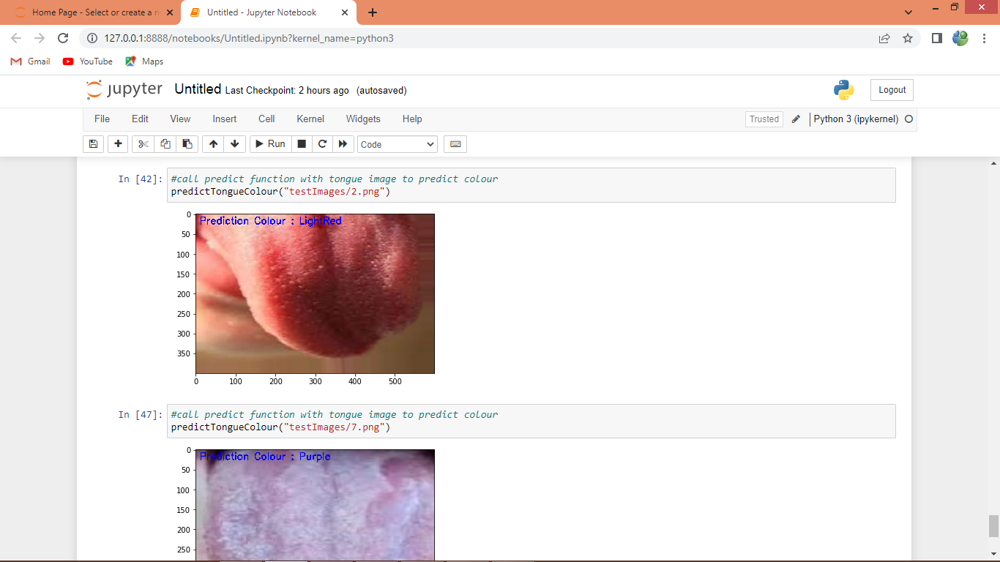 Home Page - Select or create a n
Untitled - Jupyter Notebook
127.0.0.1:8888/notebooks/Untitled.ipynb?kernel_name=python3
Gmail YouTube Maps
jupyter Untitled Last Checkpoint: 2 hours ago (autosaved)
Logout
File Edit View Insert Cell Kernel Widgets Help
Trusted Python 3 (ipykernel)
Run Code
In [42]: #call predict function with tongue image to predict colour
predictTongueColour("testImages/2.png")
Prediction Colour : LightRed
0
50
100
150
200
250
300
350
0 100 200 300 400 500
In [47]: #call predict function with tongue image to predict colour
predictTongueColour("testImages/7.png")
Prediction Colour : Purple
0
50
100
150
200
250